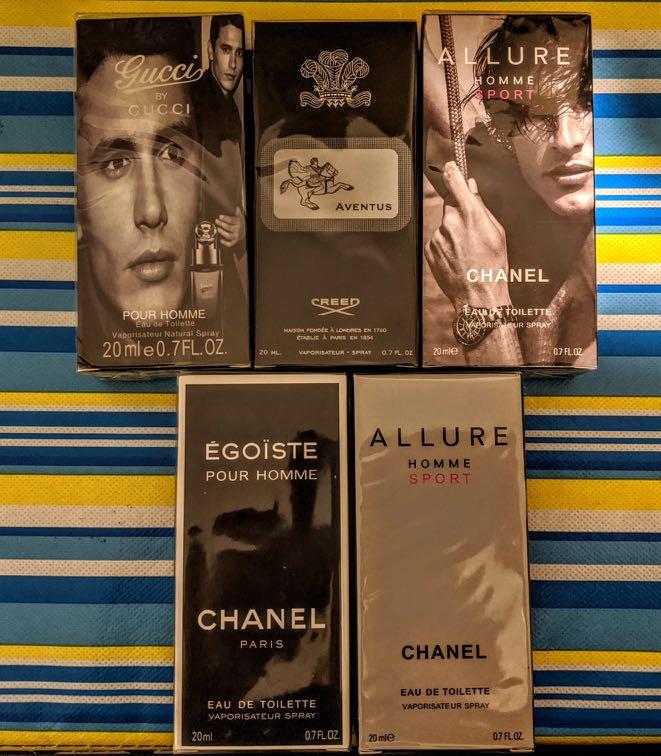 Gucci
BY
GUCCI
POUR HOMME
Eau de Toilette
Vaporisateur Natural Spray
20 ml e 0.7 FL. OZ.
AVENTUS
CREED
MAISON FONDÉE À LONDRES EN 1760
ÉTABLIE À PARIS EN 1854
20 ML. VAPORISATEUR - SPRAY 0.7 FL. OZ
ALLURE
HOMME
SPORT
CHANEL
EAU DE TOILETTE
VAPORISATEUR SPRAY
20 ml e 0.7 FL.OZ
ÉGOÏSTE
POUR HOMME
CHANEL
PARIS
EAU DE TOILETTE
VAPORISATEUR SPRAY
20ml 0.7 FL.OZ
ALLURE
HOMME
SPORT
CHANEL
EAU DE TOILETTE
VAPORISATEUR SPRAY
20 ml e 0.7 FL.OZ